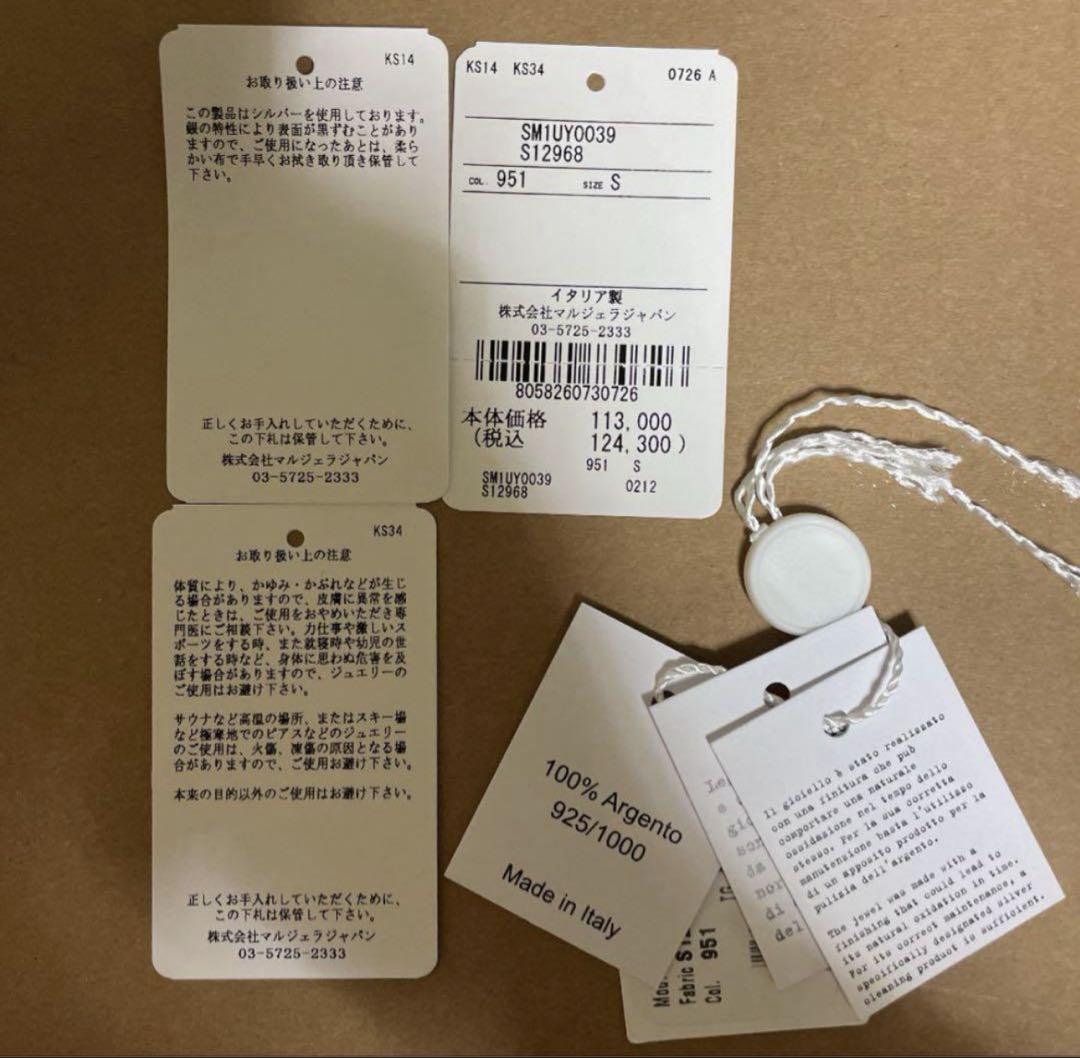 KS14
お取り扱い上の注意
この製品はシルバーを使用しております。
銀の特性により表面が黒ずむことがあり
ますので、ご使用になったあとは、柔ら
かい布で手早くお拭き取り頂き保管して
下さい。
正しくお手入れしていただくために、
この下札は保管して下さい。
株式会社マルジェラジャパン
03-5725-2333
KS14 KS34 0726 A
SM1UY0039
S12968
COL. 951 SIZE S
イタリア製
株式会社マルジェラジャパン
03-5725-2333
8058260730726
本体価格 113,000
(税込 124,300)
951 S
SM1UY0039
S12968 0212
KS34
お取り扱い上の注意
体質により、かゆみ・かぶれなどが生じ
る場合がありますので、皮膚に異常を感
じたときは、ご使用をおやめいただき専
門医にご相談下さい。力仕事や激しいス
ポーツをする時、また就寝時や幼児の世
話をする時など、身体に思わぬ危害を及
ぼす場合がありますので、ジュエリーの
ご使用はお避け下さい。
サウナなど高温の場所、またはスキー場
など極寒地でのピアスなどのジュエリー
のご使用は、火傷、凍傷の原因となる場
合がありますので、ご使用お避け下さい。
本来の目的以外のご使用はお避け下さい。
正しくお手入れしていただくために、
この下札は保管して下さい。
株式会社マルジェラジャパン
03-5725-2333
100% Argento
925/1000
Made in Italy
Fabric
Col. 951
di
del
Il gioiello è stato realizzato
con una finitura che può
comportare una naturale
ossidazione nel tempo dello
stesso. Per la sua corretta
manutenzione basta l'utilizzo
di un apposito prodotto per la
pulizia dell'argento.
The jewel was made with a
finishing that could lead to
its natural oxidation in time.
For its correct maintenance, a
specifically designated silver
cleaning product is sufficient.